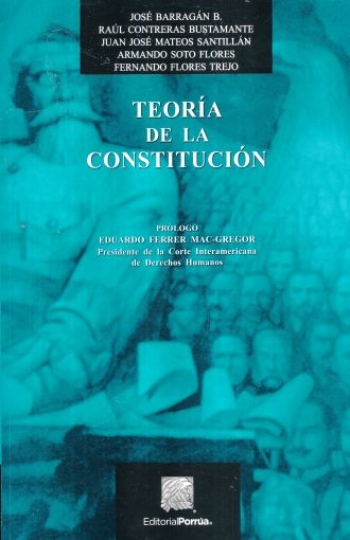 JOSÉ BARRAGÁN B.
RAÚL CONTRERAS BUSTAMANTE
JUAN JOSÉ MATEOS SANTILLÁN
ARMANDO SOTO FLORES
FERNANDO FLORES TREJO
TEORÍA
DE LA
CONSTITUCIÓN
PRÓLOGO
EDUARDO FERRER MAC-GREGOR
Presidente de la Corte Interamericana
de Derechos Humanos
EditorialPorrúa